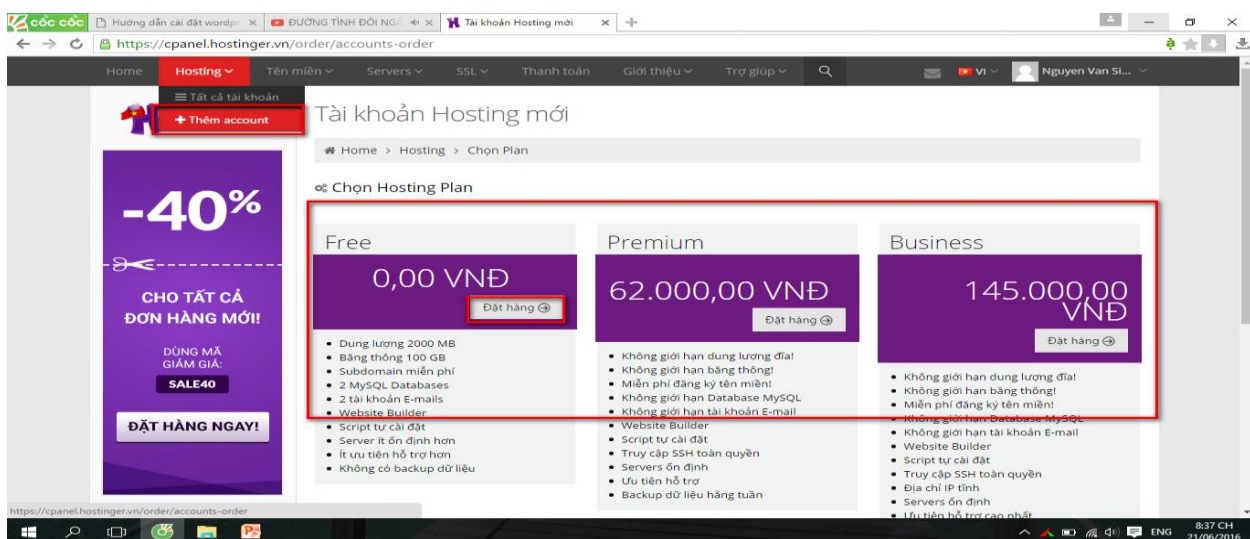 cốc cốc
Hướng dẫn cài đặt wordp
ĐƯỜNG TÌNH ĐÔI NGÃ
Tài khoản Hosting mới
https://cpanel.hostinger.vn/order/accounts-order
Home Hosting Tên miền Servers SSL Thanh toán Giới thiệu Trợ giúp VI Nguyen Van Si...
Tất cả tài khoản
+ Thêm account
Tài khoản Hosting mới
Home > Hosting > Chọn Plan
Chọn Hosting Plan
-40%
CHO TẤT CẢ
ĐƠN HÀNG MỚI!
DÙNG MÃ
GIẢM GIÁ:
SALE40
ĐẶT HÀNG NGAY!
Free
0,00 VNĐ
Đặt hàng
• Dung lượng 2000 MB
• Băng thông 100 GB
• Subdomain miễn phí
• 2 MySQL Databases
• 2 tài khoản E-mails
• Website Builder
• Script tự cài đặt
• Server ít ổn định hơn
• Ít ưu tiên hỗ trợ hơn
• Không có backup dữ liệu
Premium
62.000,00 VNĐ
Đặt hàng
• Không giới hạn dung lượng đĩa!
• Không giới hạn băng thông!
• Miễn phí đăng ký tên miền!
• Không giới hạn Database MySQL
• Không giới hạn tài khoản E-mail
• Website Builder
• Script tự cài đặt
• Truy cập SSH toàn quyền
• Servers ổn định
• Ưu tiên hỗ trợ
• Backup dữ liệu hằng tuần
Business
145.000,00
VNĐ
Đặt hàng
• Không giới hạn dung lượng đĩa!
• Không giới hạn băng thông!
• Miễn phí đăng ký tên miền!
• Không giới hạn Database MySQL
• Không giới hạn tài khoản E-mail
• Website Builder
• Script tự cài đặt
• Truy cập SSH toàn quyền
• Địa chỉ IP tĩnh
• Servers ổn định
• Ưu tiên hỗ trợ cao nhất
https://cpanel.hostinger.vn/order/accounts-order
ENG
8:37 CH
21/06/2016